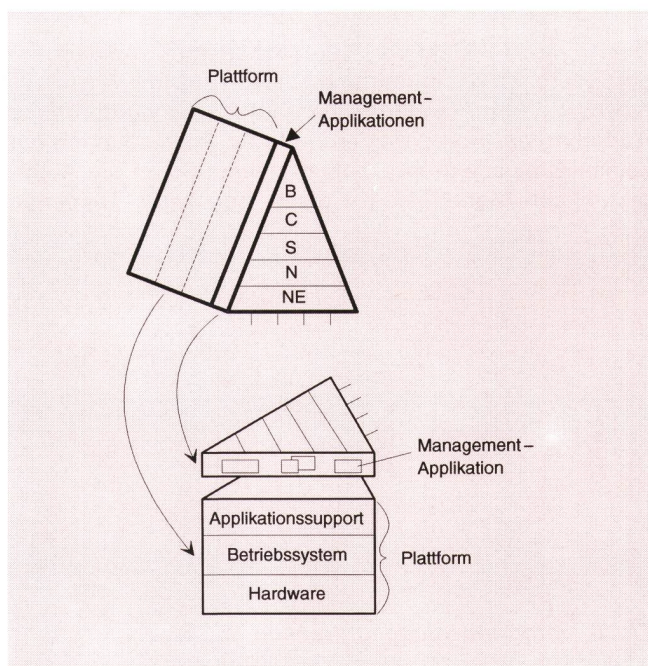 Plattform
Management–
Applikationen
B
C
S
N
NE
Management–
Applikation
Applikationssupport
Betriebssystem
Plattform
Hardware